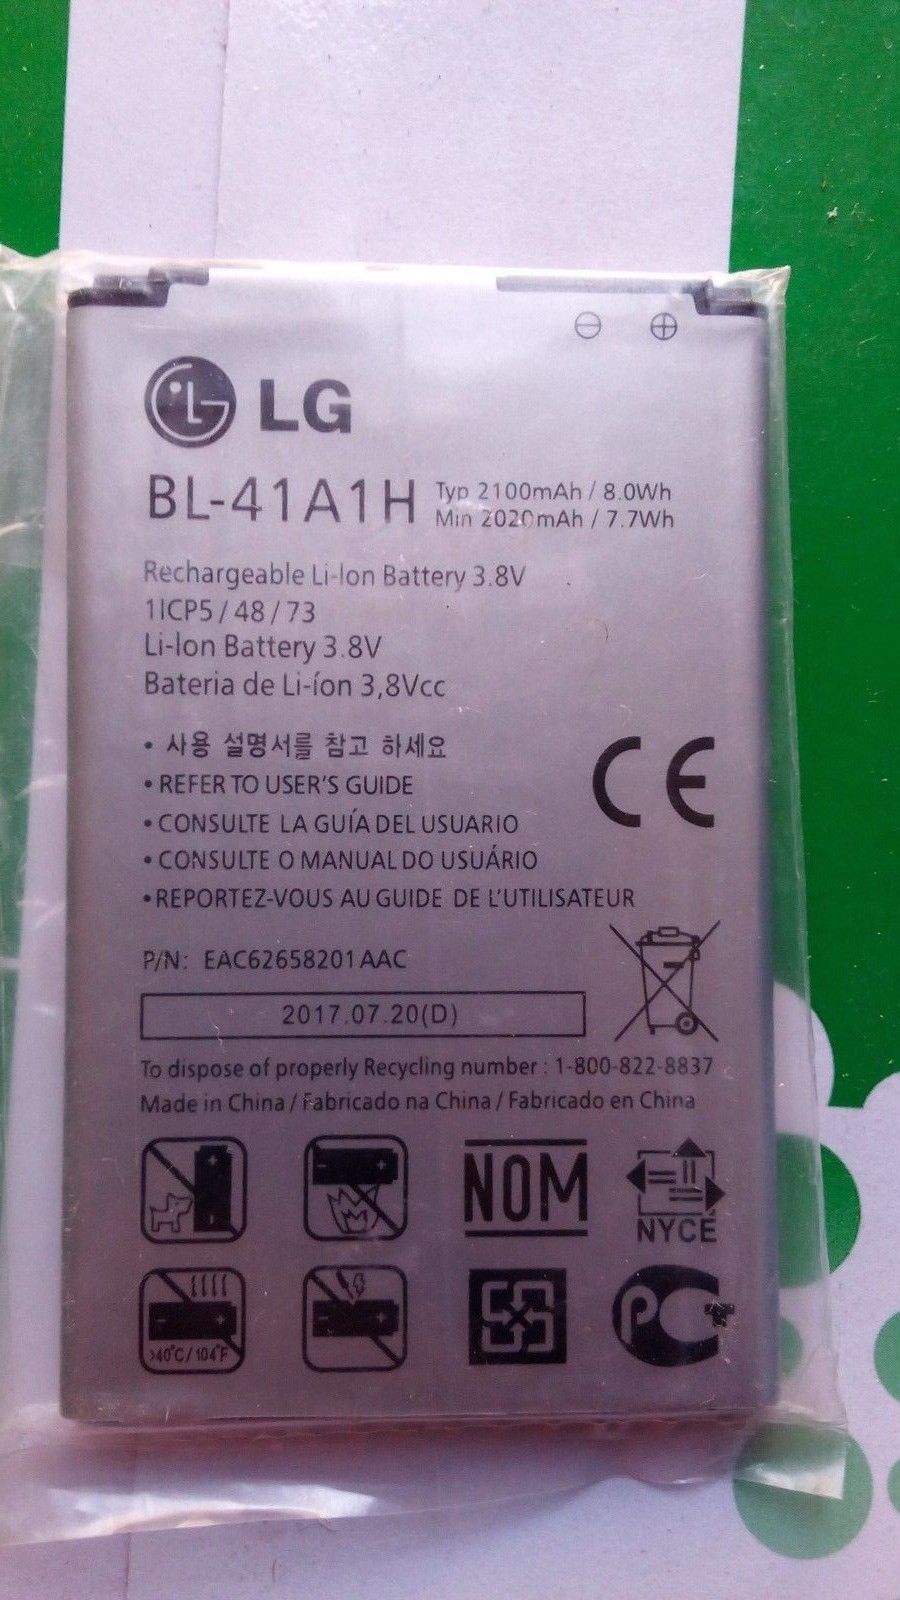 LG
BL-41A1H
Typ 2100mAh / 8.0Wh
Min 2020mAh / 7.7Wh
Rechargeable Li-Ion Battery 3.8V
1ICP5 / 48 / 73
Li-Ion Battery 3.8V
Bateria de Li-íon 3,8Vcc
• 사용 설명서를 참고 하세요
• REFER TO USER'S GUIDE
• CONSULTE LA GUÍA DEL USUARIO
• CONSULTE O MANUAL DO USUÁRIO
• REPORTEZ-VOUS AU GUIDE DE L'UTILISATEUR
CE
P/N: EAC62658201AAC
2017.07.20(D)
To dispose of properly Recycling number : 1-800-822-8837
Made in China / Fabricado na China / Fabricado en China
NOM
NYCE
>40°C / 104°F
PCT